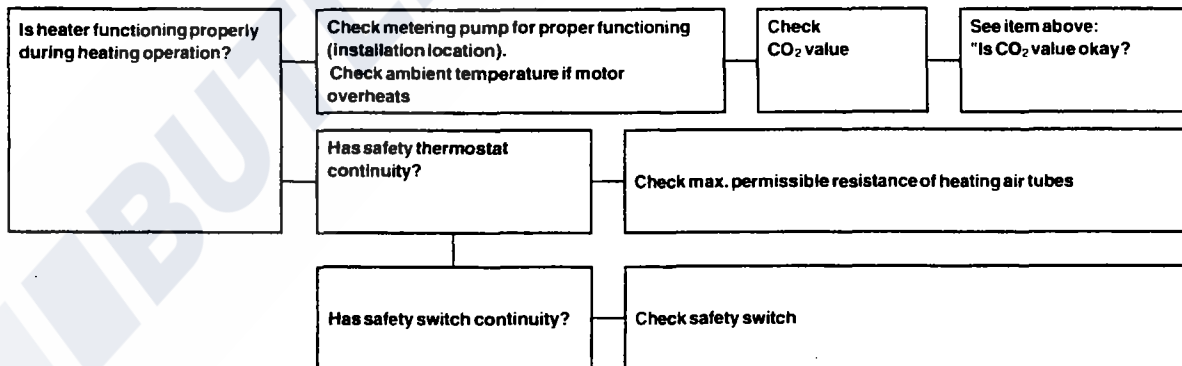 Is heater functioning properly
during heating operation?
Check metering pump for proper functioning
(installation location).
Check ambient temperature if motor
overheats
Check
CO₂ value
See item above:
"Is CO₂ value okay?
Has safety thermostat
continuity?
Check max. permissible resistance of heating air tubes
Has safety switch continuity?
Check safety switch